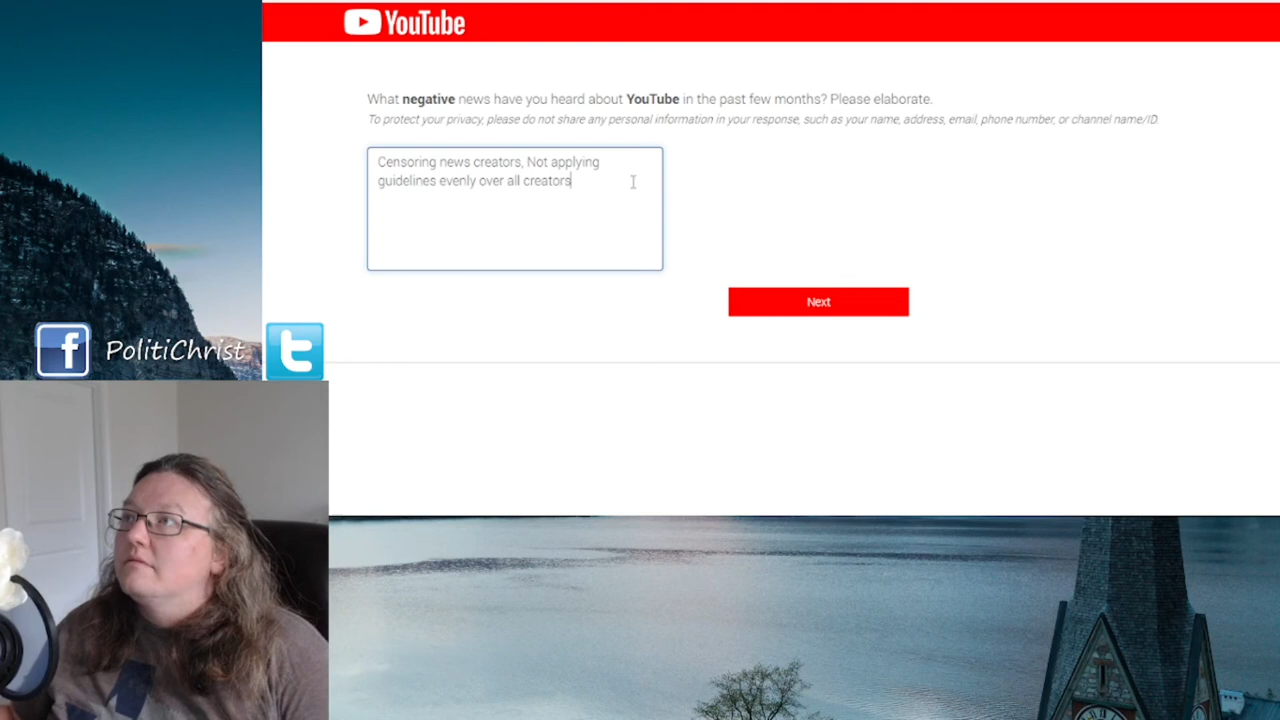 YouTube
What negative news have you heard about YouTube in the past few months? Please elaborate.
To protect your privacy, please do not share any personal information in your response, such as your name, address, email, phone number, or channel name/ID.
Censoring news creators, Not applying
guidelines evenly over all creators
Next
f PolitiChrist t